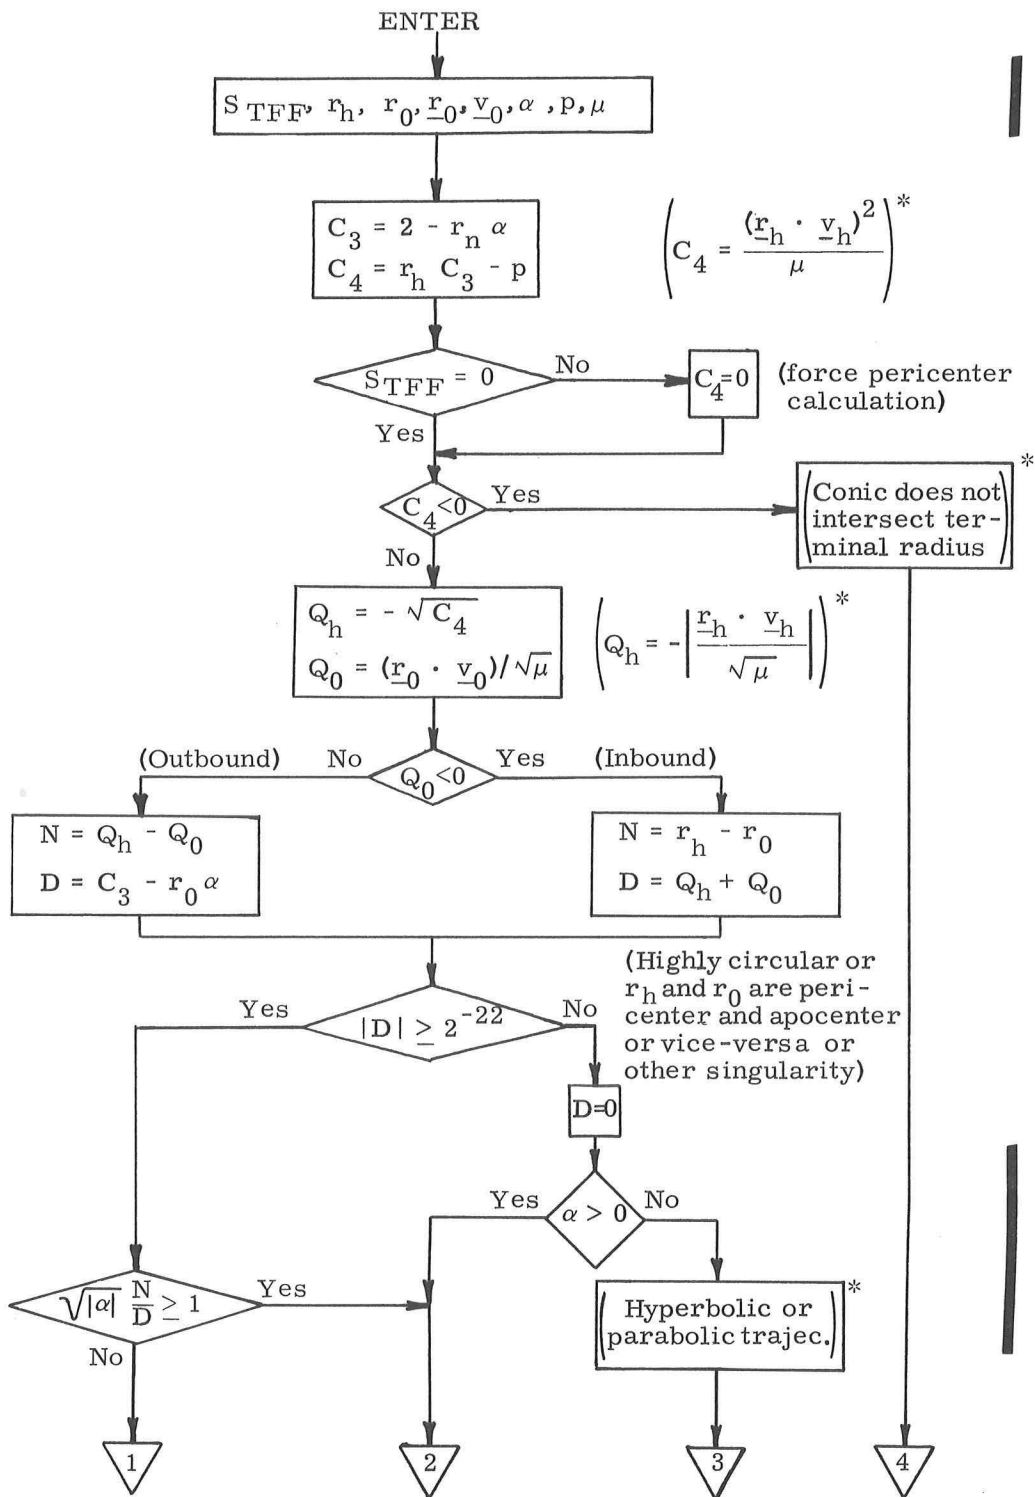 ENTER
S_TFF, r_h, r_0, r_0, v_0, α, p, μ
C_3 = 2 - r_n α
C_4 = r_h C_3 - p
(C_4 = (r_h · v_h)^2 / μ)*
S_TFF = 0
No
C_4=0
(force pericenter
calculation)
Yes
C_4<0
Yes
*
(Conic does not
intersect ter-
minal radius)
No
Q_h = - √C_4
Q_0 = (r_0 · v_0)/√μ
(Q_h = -|r_h · v_h / √μ|)*
(Outbound)
No
Q_0<0
Yes
(Inbound)
N = Q_h - Q_0
D = C_3 - r_0 α
N = r_h - r_0
D = Q_h + Q_0
(Highly circular or
r_h and r_0 are peri-
center and apocenter
or vice-versa or
other singularity)
Yes
|D| ≥ 2^-22
No
D=0
Yes
α > 0
No
√|α| N/D ≥ 1
Yes
(Hyperbolic or
parabolic trajec.)*
No
1
2
3
4